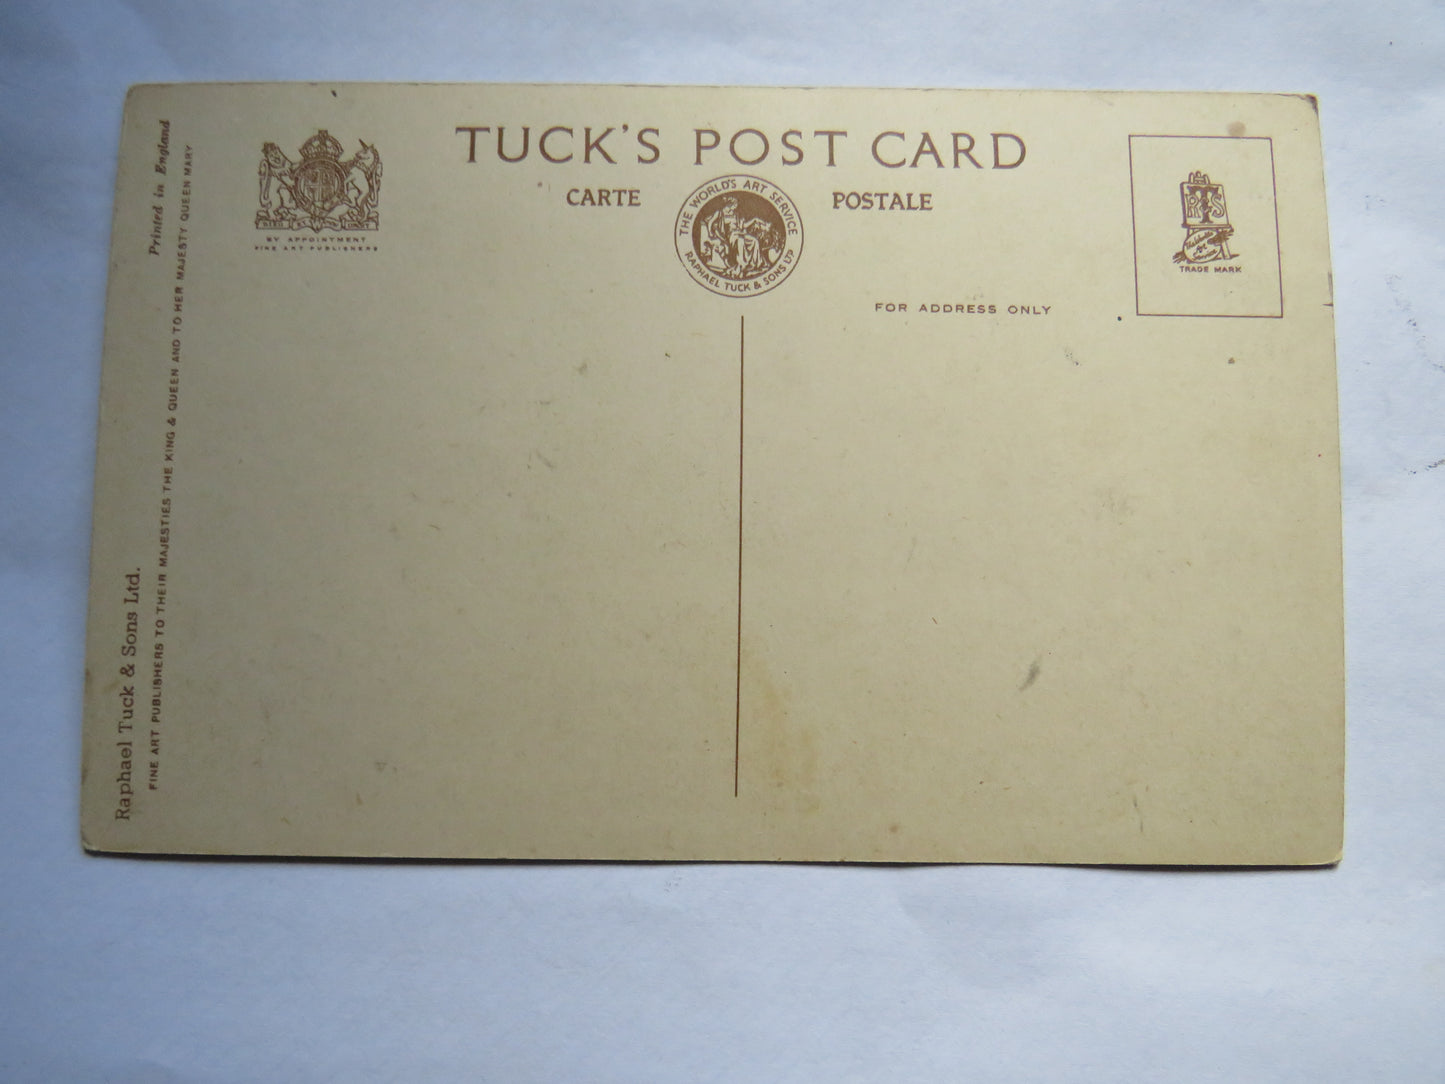 TUCK'S POST CARD
CARTE POSTALE
THE WORLD'S ART SERVICE
RAPHAEL TUCK & SONS LTD
BY APPOINTMENT
FINE ART PUBLISHERS
FOR ADDRESS ONLY
RTS
TRADE MARK
Printed in England
Raphael Tuck & Sons Ltd.
FINE ART PUBLISHERS TO THEIR MAJESTIES THE KING & QUEEN AND TO HER MAJESTY QUEEN MARY